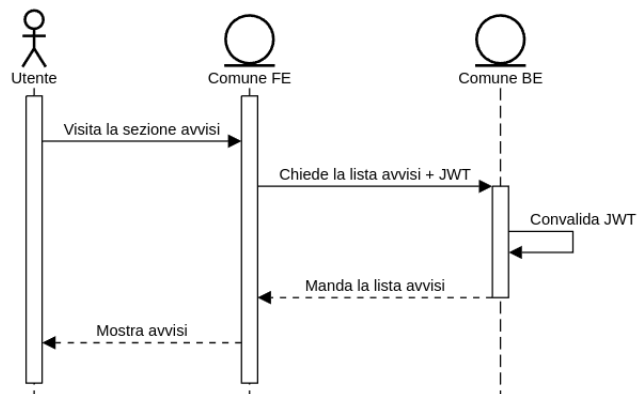 Utente
Comune FE
Comune BE
Visita la sezione avvisi
Chiede la lista avvisi + JWT
Convalida JWT
Manda la lista avvisi
Mostra avvisi